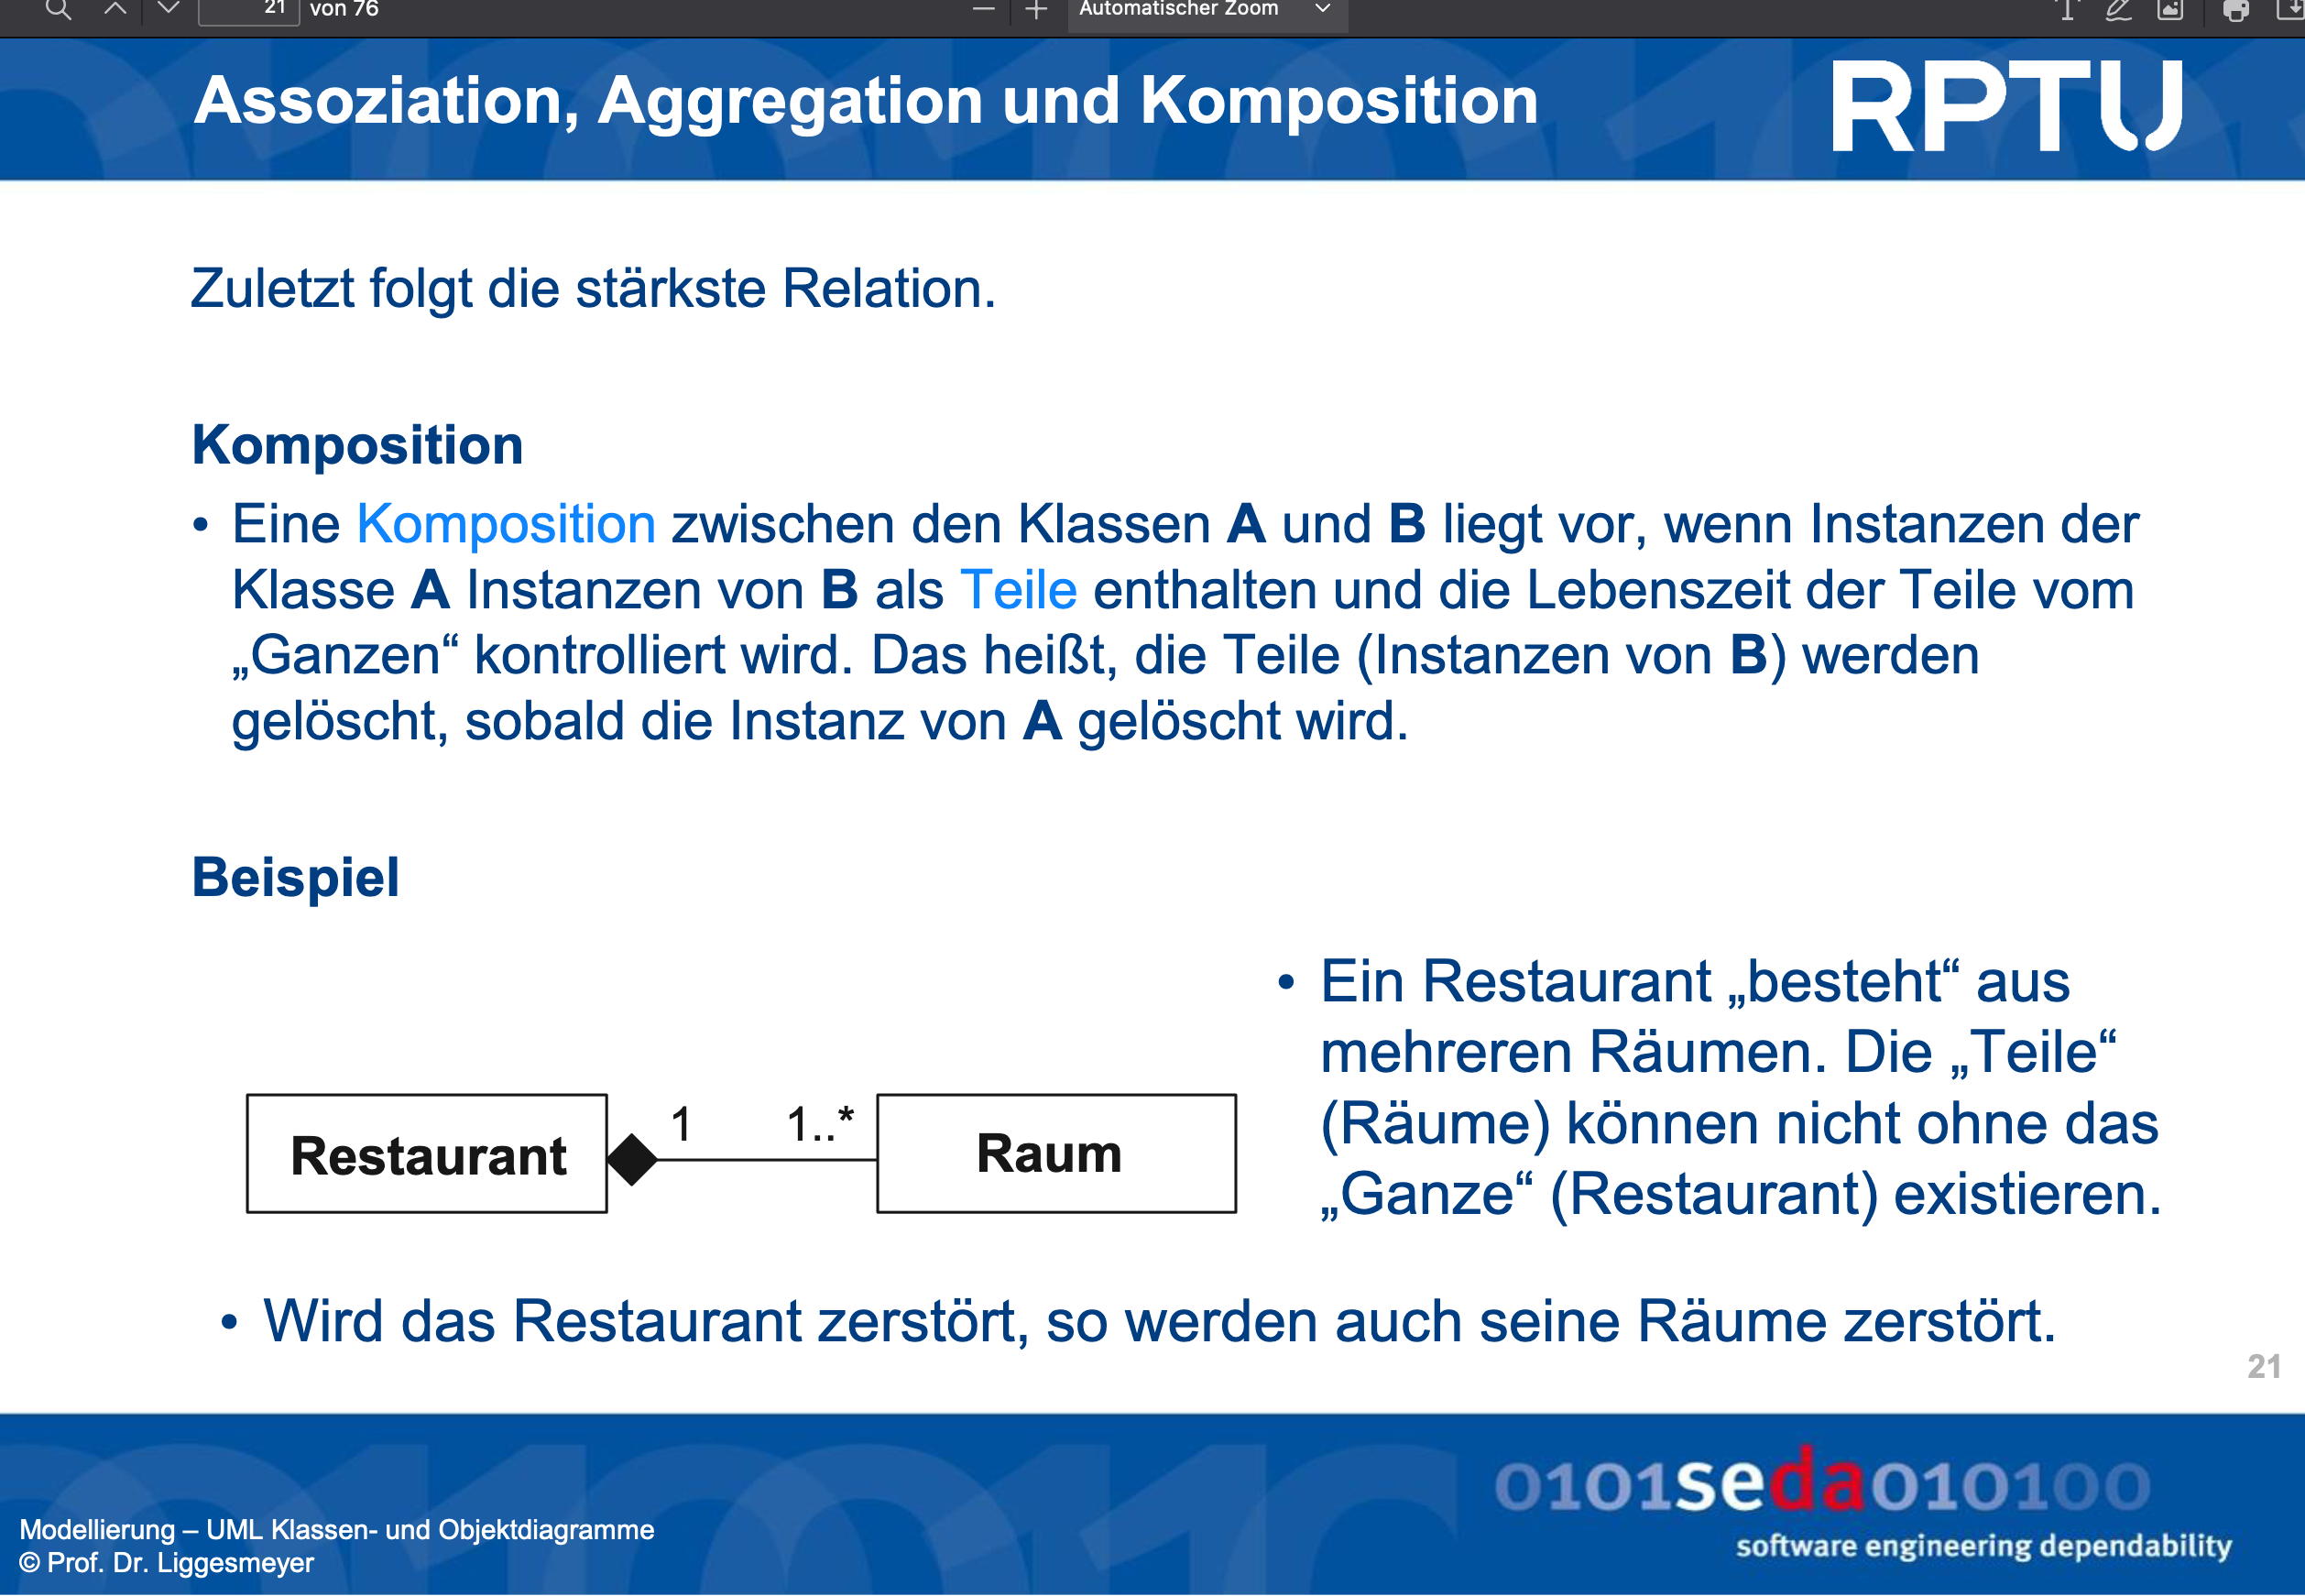 21 von 76
Automatischer Zoom
Assoziation, Aggregation und Komposition
RPTU
Zuletzt folgt die stärkste Relation.
Komposition
• Eine Komposition zwischen den Klassen A und B liegt vor, wenn Instanzen der
Klasse A Instanzen von B als Teile enthalten und die Lebenszeit der Teile vom
„Ganzen“ kontrolliert wird. Das heißt, die Teile (Instanzen von B) werden
gelöscht, sobald die Instanz von A gelöscht wird.
Beispiel
Restaurant 1 1..* Raum
• Ein Restaurant „besteht“ aus
mehreren Räumen. Die „Teile“
(Räume) können nicht ohne das
„Ganze“ (Restaurant) existieren.
• Wird das Restaurant zerstört, so werden auch seine Räume zerstört.
21
Modellierung – UML Klassen- und Objektdiagramme
© Prof. Dr. Liggesmeyer
0101seda010100
software engineering dependability